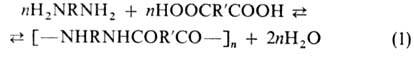 nH₂NRNH₂ + nHOOCR′COOH ⇄
⇄ [—NHRNHCOR′CO—]ₙ + 2nH₂O (1)